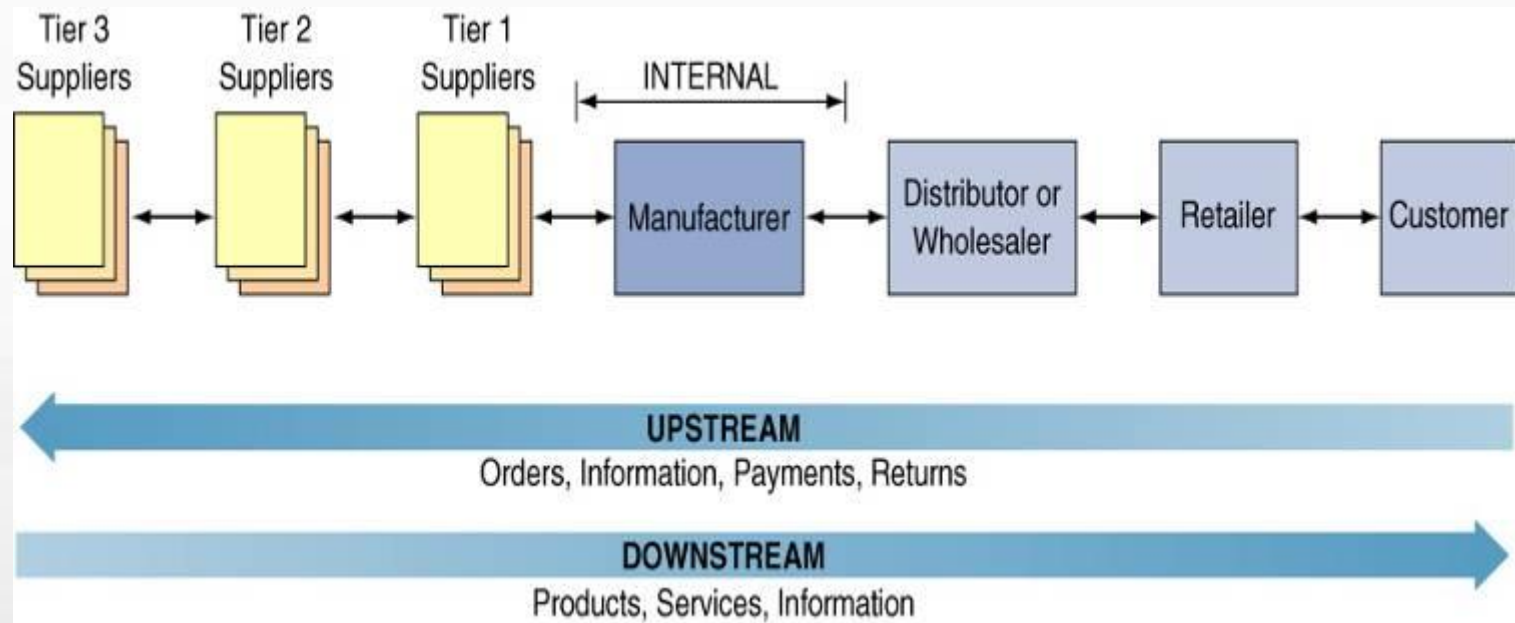 Tier 3
Suppliers
Tier 2
Suppliers
Tier 1
Suppliers
INTERNAL
Manufacturer
Distributor or
Wholesaler
Retailer
Customer
UPSTREAM
Orders, Information, Payments, Returns
DOWNSTREAM
Products, Services, Information